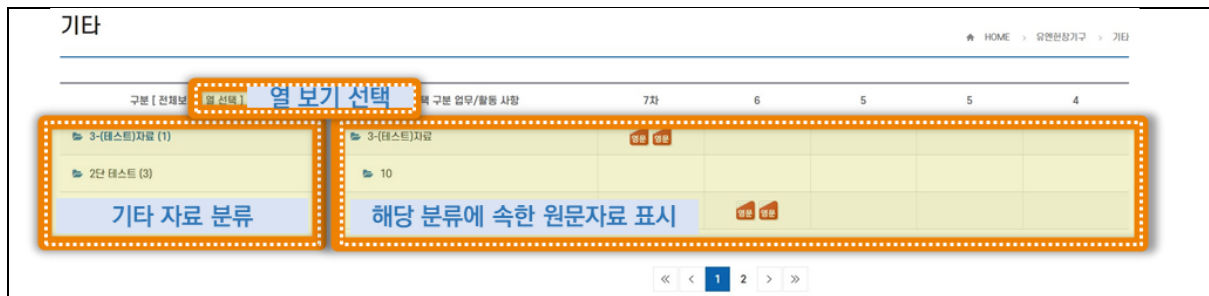 기타
HOME > 유엔헌장기구 > 기타
구분 [ 전체보 열 선택 ] 열 보기 선택 택 구분 업무/활동 사항 7차 6 5 5 4
3-(테스트)자료 (1) 3-(테스트)자료 영문 영문
2단 테스트 (3) 10
기타 자료 분류 해당 분류에 속한 원문자료 표시 영문 영문
« < 1 2 > »